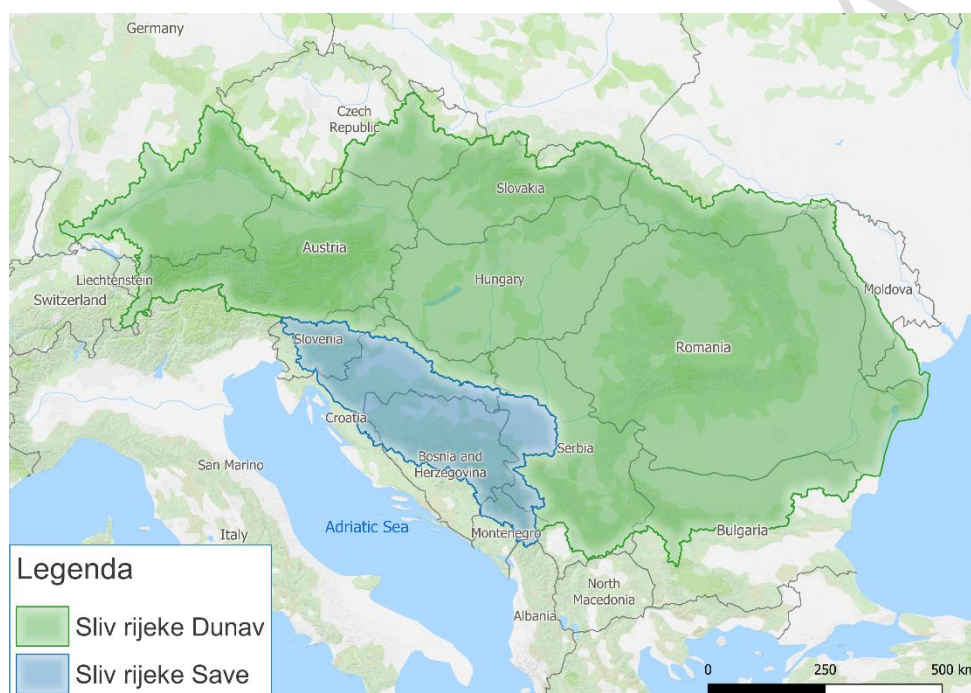 Germany
Czech
Republic
Slovakia
Austria
Liechtenstein
Switzerland
Hungary
Moldova
Slovenia
Romania
Croatia
Bosnia and
Herzegovina
Serbia
San Marino
Adriatic Sea
Italy
Montenegro
Bulgaria
North
Macedonia
Albania
Legenda
Sliv rijeke Dunav
Sliv rijeke Save
0 250 500 km